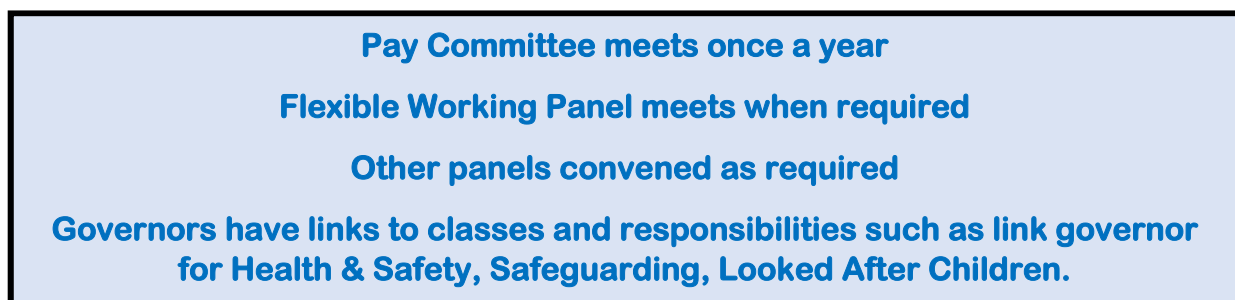 Pay Committee meets once a year
Flexible Working Panel meets when required
Other panels convened as required
Governors have links to classes and responsibilities such as link governor
for Health & Safety, Safeguarding, Looked After Children.